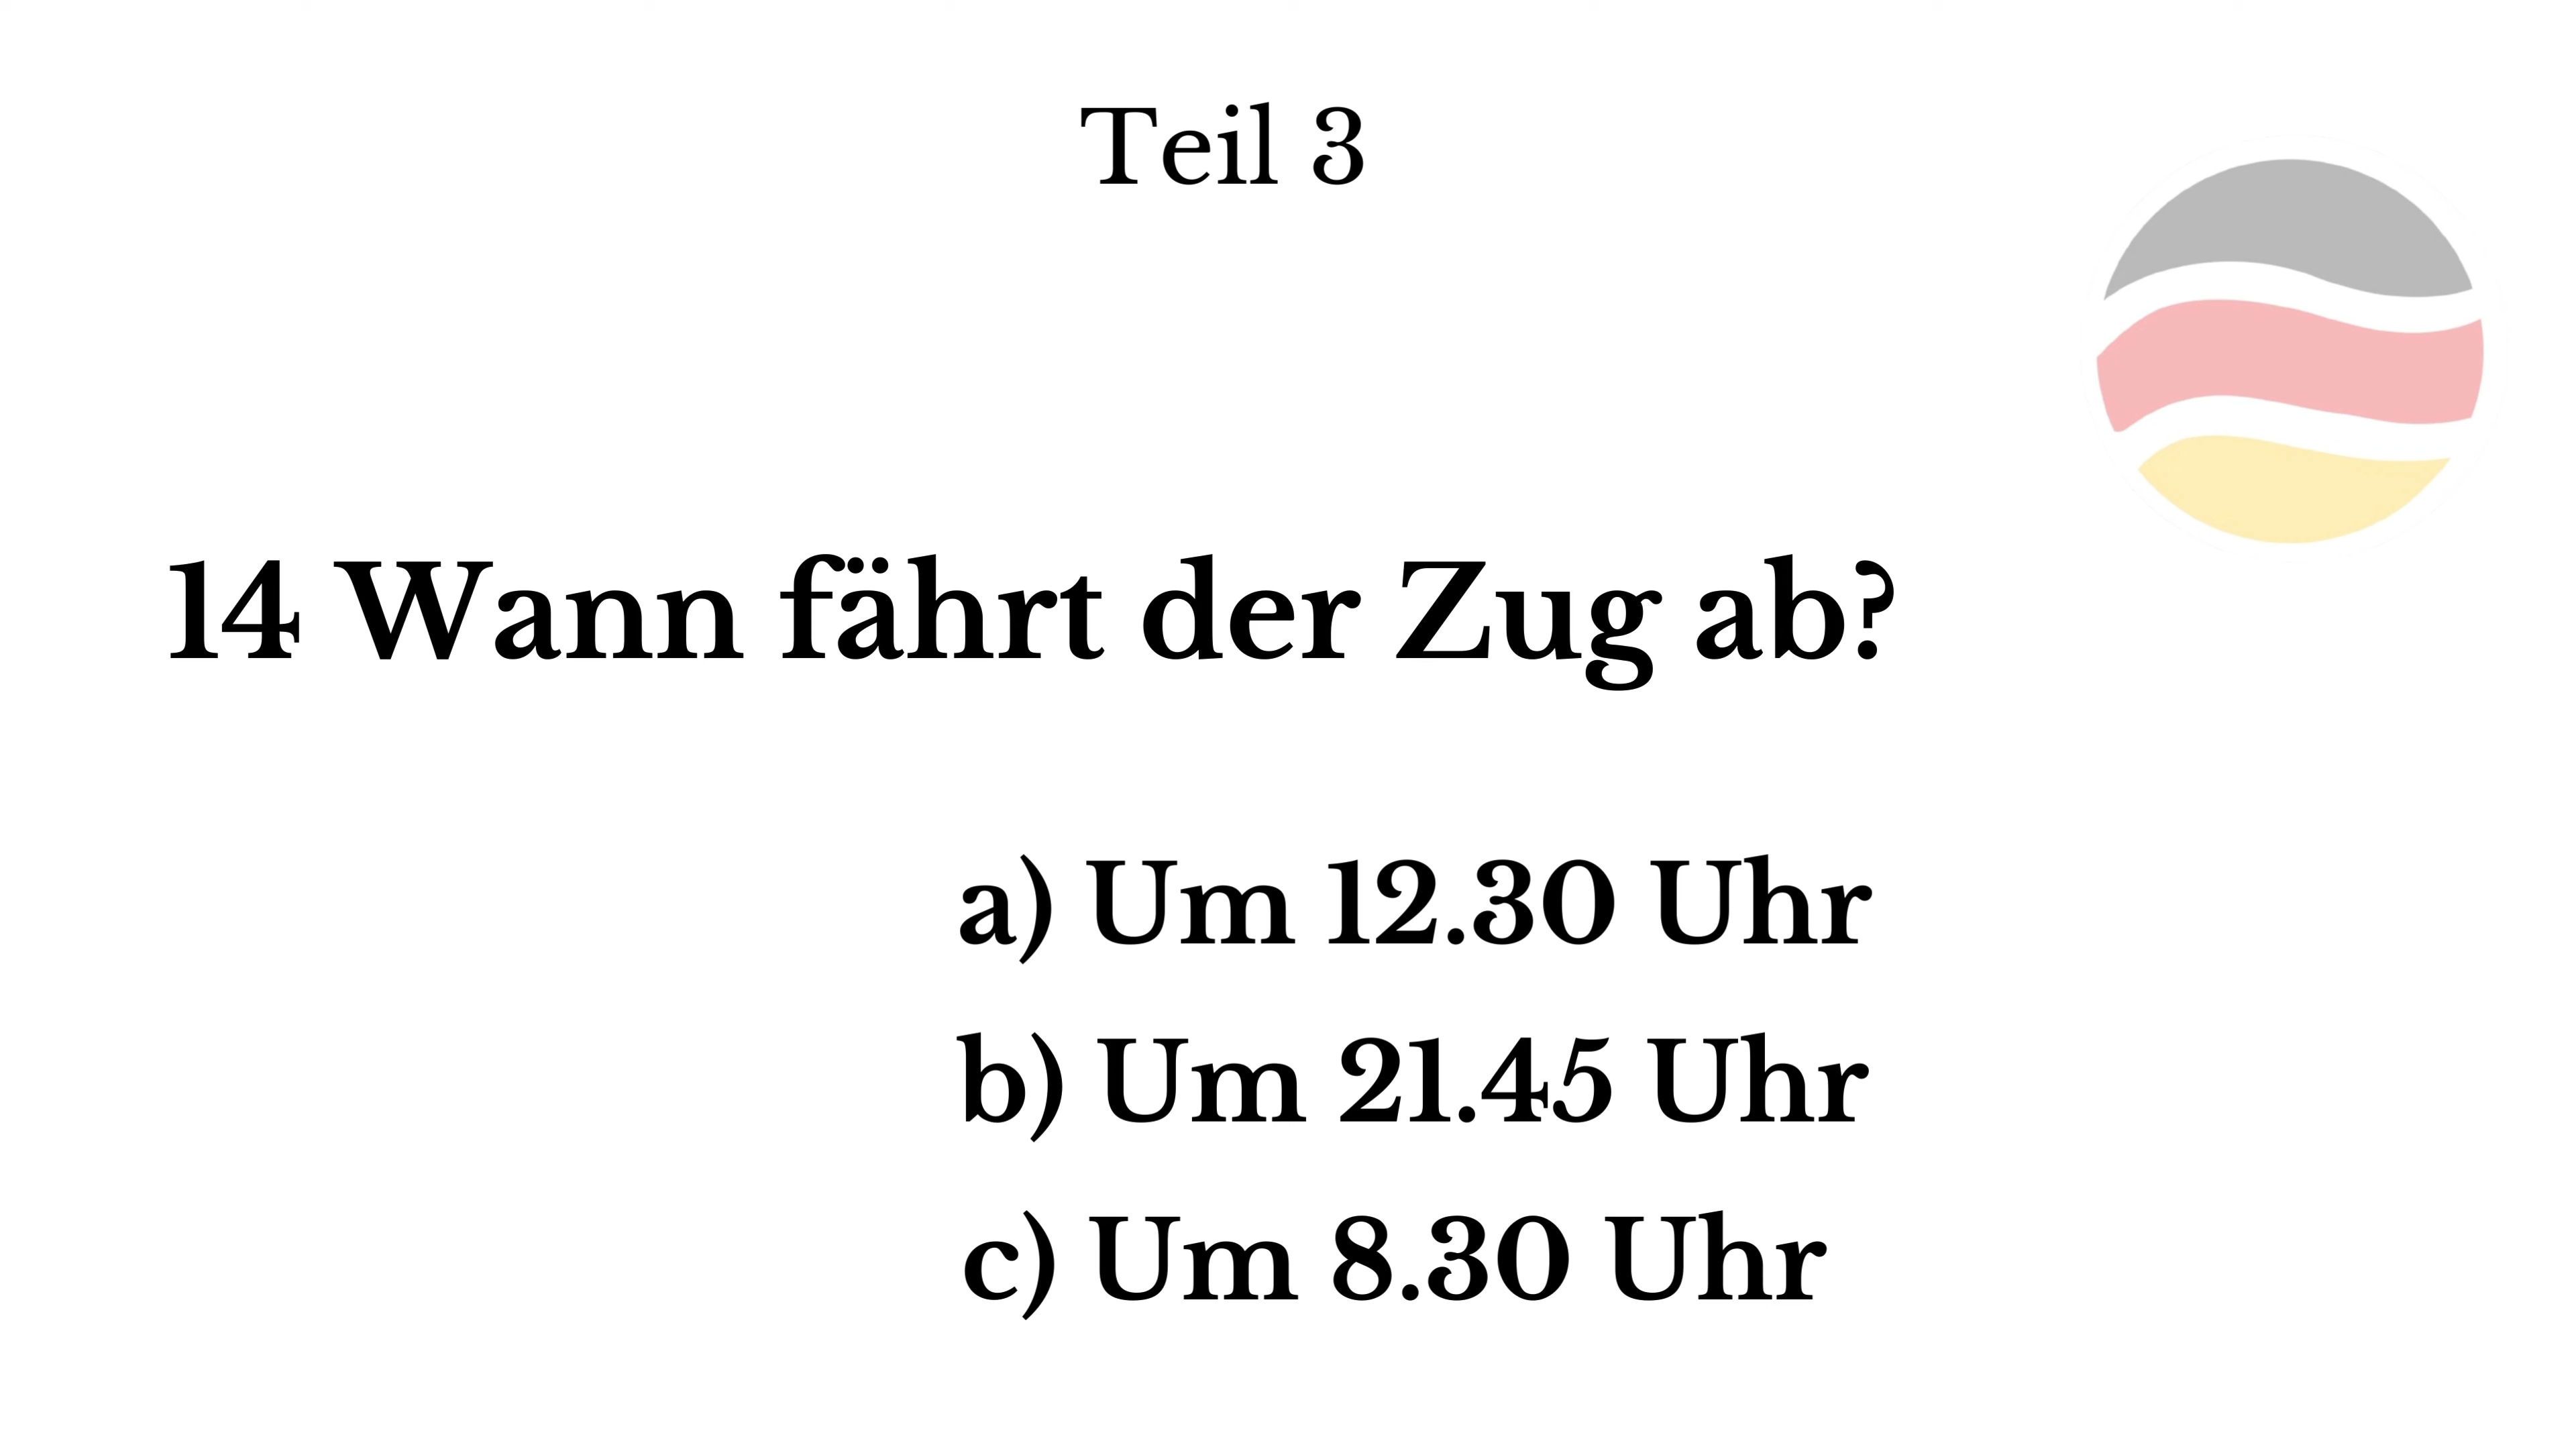 Teil 3
14 Wann fährt der Zug ab?
a) Um 12.30 Uhr
b) Um 21.45 Uhr
c) Um 8.30 Uhr